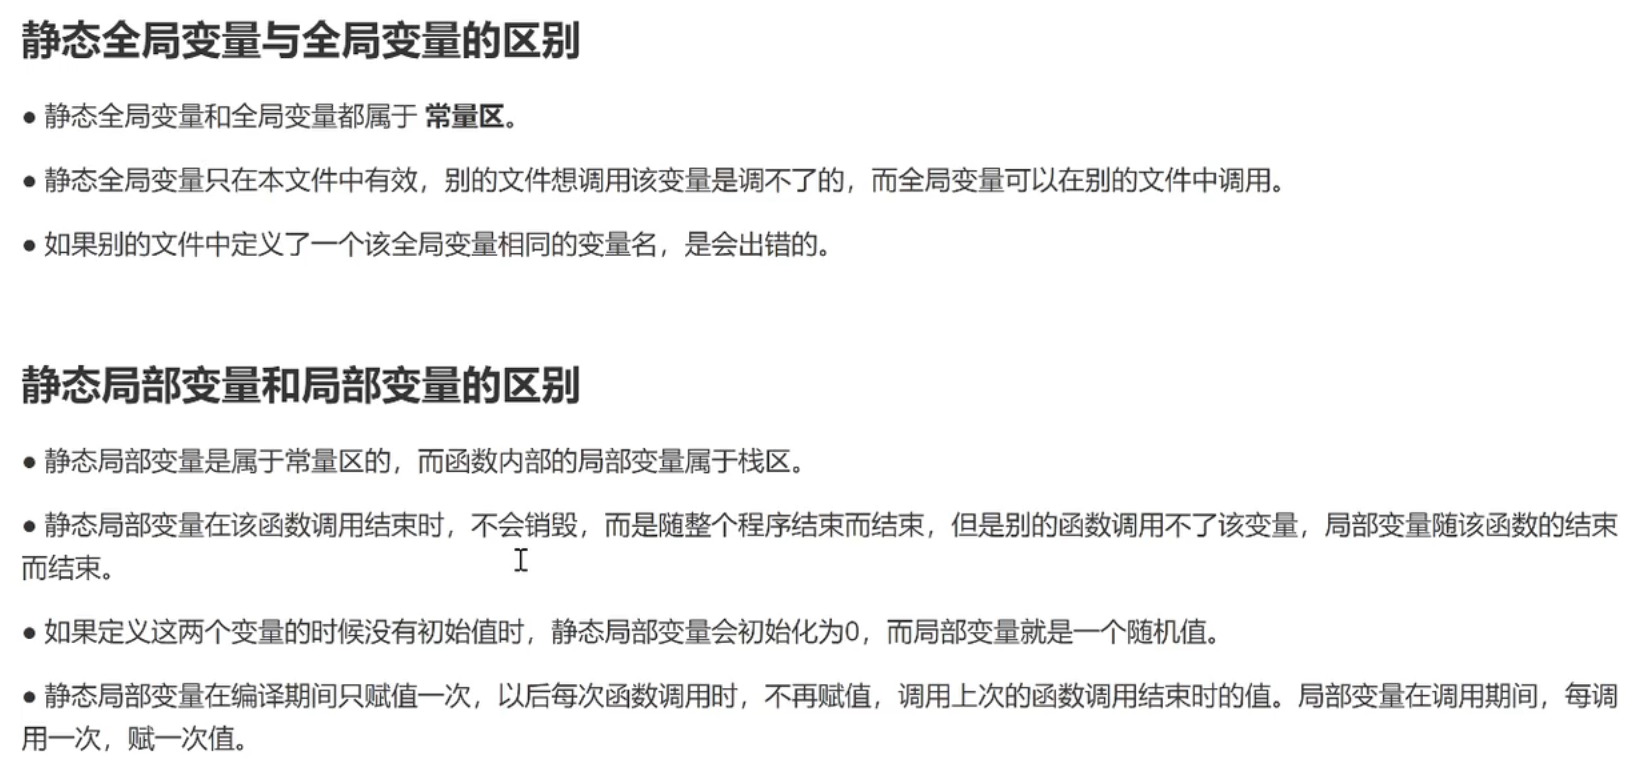 静态全局变量与全局变量的区别
● 静态全局变量和全局变量都属于 常量区。
● 静态全局变量只在本文件中有效，别的文件想调用该变量是调不了的，而全局变量可以在别的文件中调用。
● 如果别的文件中定义了一个该全局变量相同的变量名，是会出错的。
静态局部变量和局部变量的区别
● 静态局部变量是属于常量区的，而函数内部的局部变量属于栈区。
● 静态局部变量在该函数调用结束时，不会销毁，而是随整个程序结束而结束，但是别的函数调用不了该变量，局部变量随该函数的结束
而结束。
● 如果定义这两个变量的时候没有初始值时，静态局部变量会初始化为0，而局部变量就是一个随机值。
● 静态局部变量在编译期间只赋值一次，以后每次函数调用时，不再赋值，调用上次的函数调用结束时的值。局部变量在调用期间，每调
用一次，赋一次值。